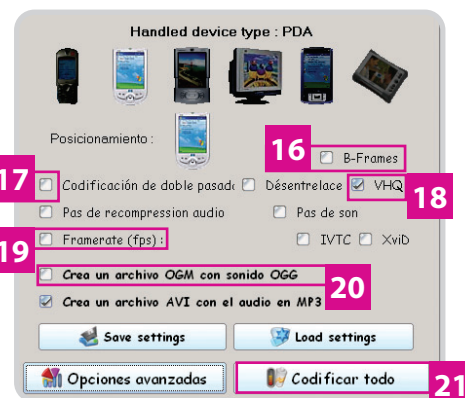 Handled device type : PDA
Posicionamiento :
16
B-Frames
17
Codificación de doble pasad
Désentrelace
VHQ
18
Pas de recompression audio
Pas de son
19
Framerate (fps) :
IVTC
XviD
Crea un archivo OGM con sonido OGG
20
Crea un archivo AVI con el audio en MP3
Save settings
Load settings
Opciones avanzadas
Codificar todo
21